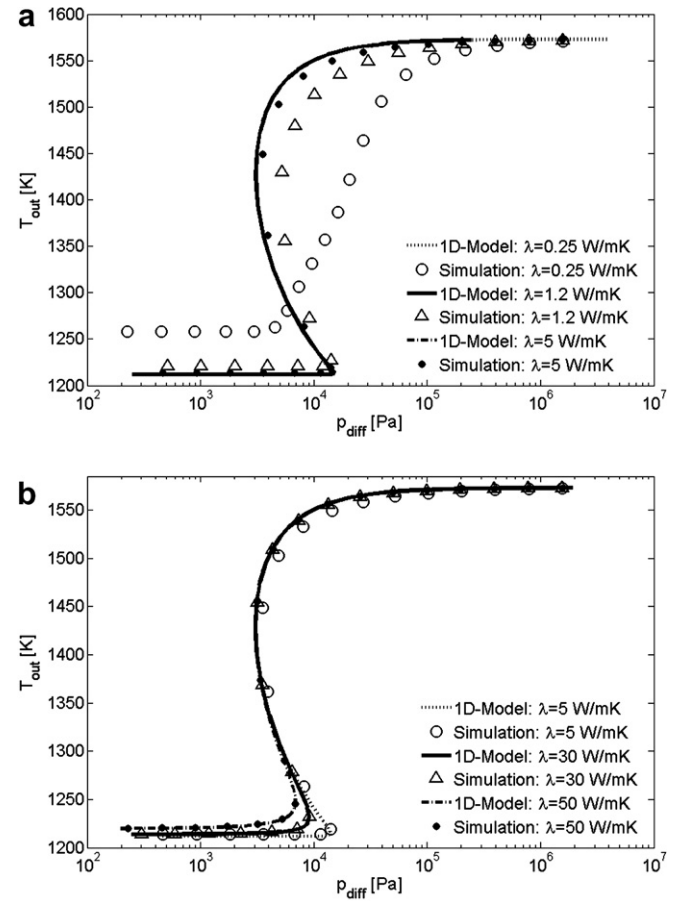 a
1600
1550
1500
1450
1400
1350
1300
1250
1200
T_out [K]
1D-Model: λ=0.25 W/mK
Simulation: λ=0.25 W/mK
1D-Model: λ=1.2 W/mK
Simulation: λ=1.2 W/mK
1D-Model: λ=5 W/mK
Simulation: λ=5 W/mK
10^2 10^3 10^4 10^5 10^6 10^7
p_diff [Pa]
b
1550
1500
1450
1400
1350
1300
1250
1200
T_out [K]
1D-Model: λ=5 W/mK
Simulation: λ=5 W/mK
1D-Model: λ=30 W/mK
Simulation: λ=30 W/mK
1D-Model: λ=50 W/mK
Simulation: λ=50 W/mK
10^2 10^3 10^4 10^5 10^6 10^7
p_diff [Pa]